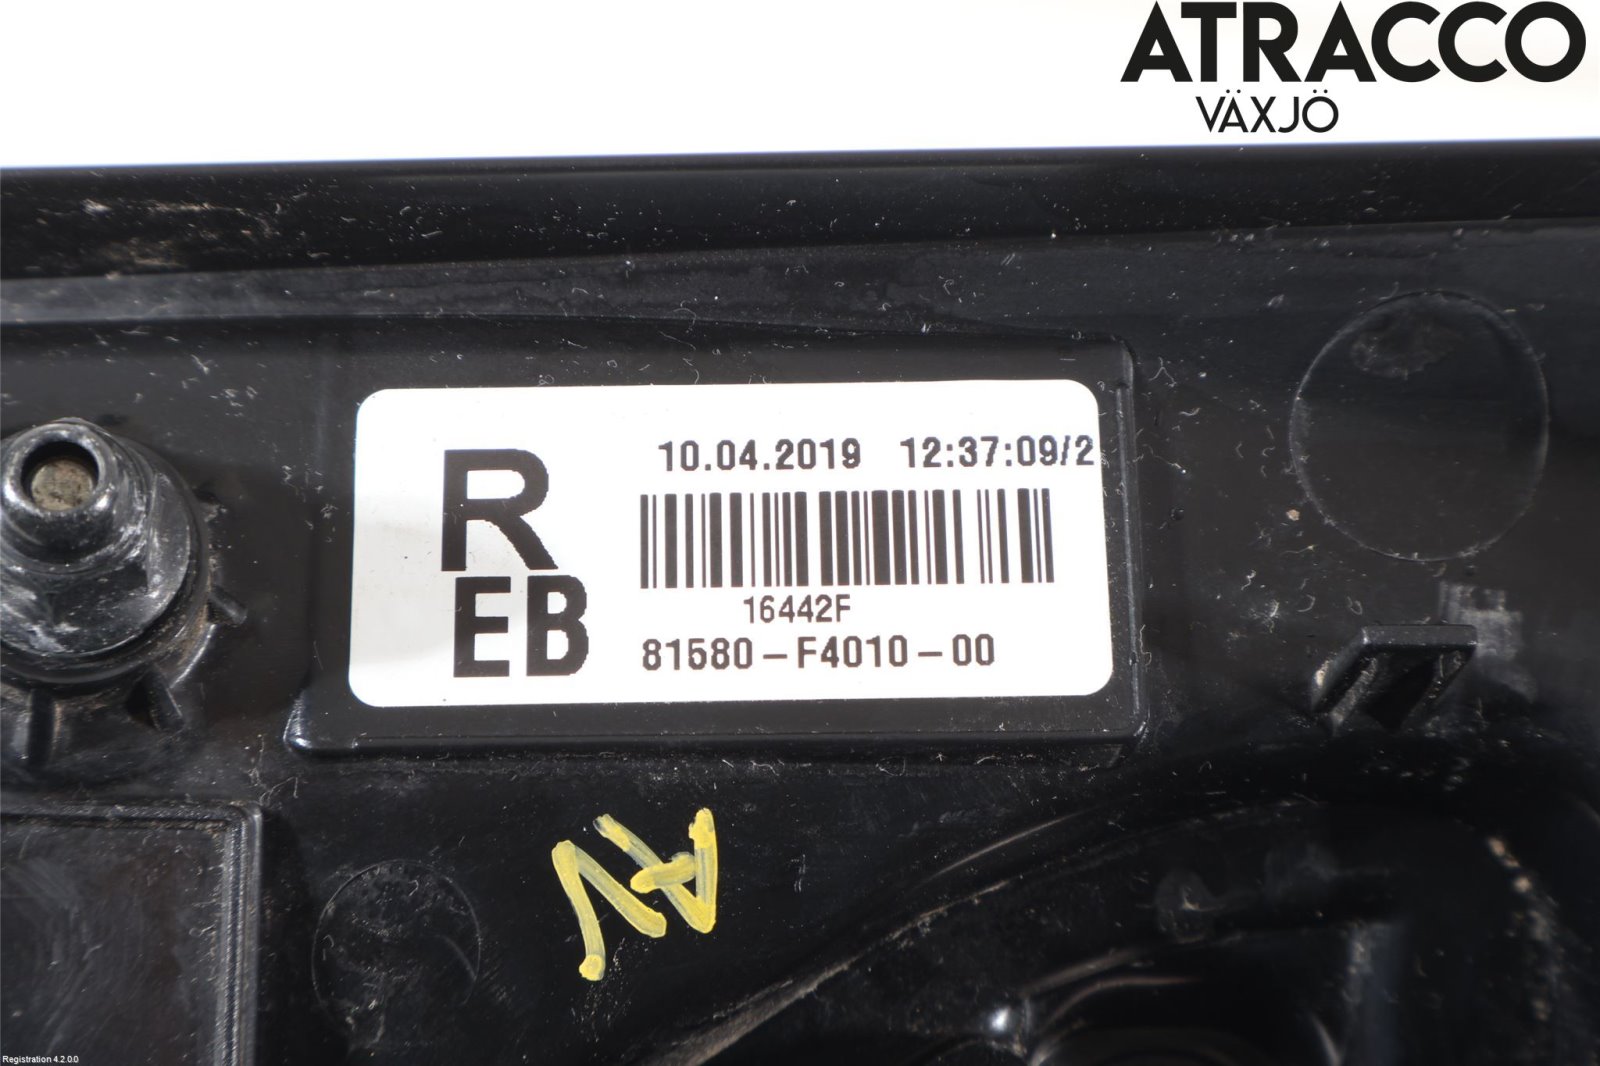 ATRACCO
VÄXJÖ
R
EB
10.04.2019 12:37:09/2
16442F
81580-F4010-00
Registration 4.2.0.0